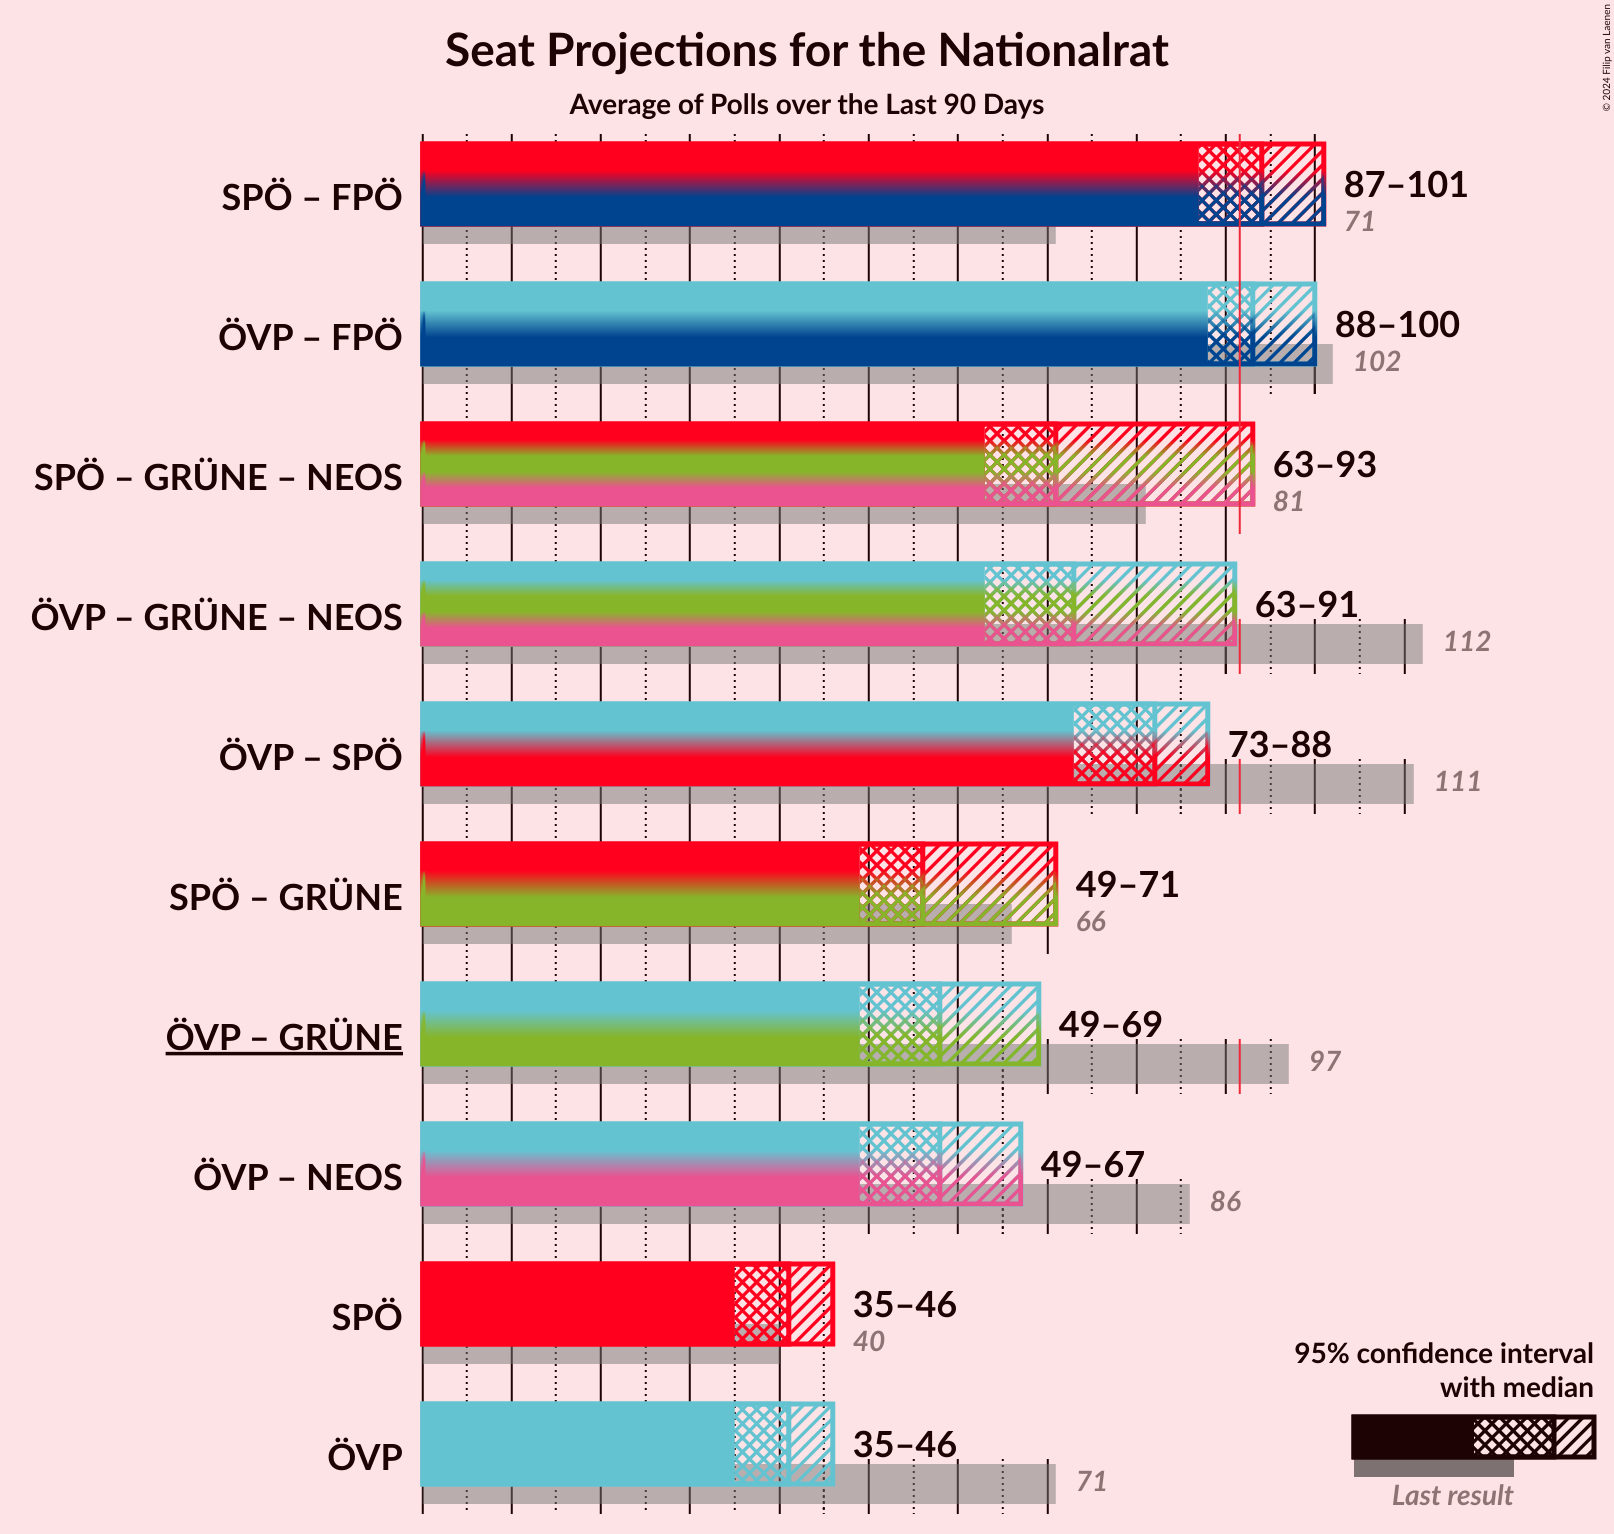 Seat Projections for the Nationalrat
Average of Polls over the Last 90 Days
© 2024 Filip van Laenen
SPÖ – FPÖ
87–101
71
ÖVP – FPÖ
88–100
102
SPÖ – GRÜNE – NEOS
63–93
81
ÖVP – GRÜNE – NEOS
63–91
112
ÖVP – SPÖ
73–88
111
SPÖ – GRÜNE
49–71
66
ÖVP – GRÜNE
49–69
97
ÖVP – NEOS
49–67
86
SPÖ
35–46
40
ÖVP
35–46
71
95% confidence interval
with median
Last result